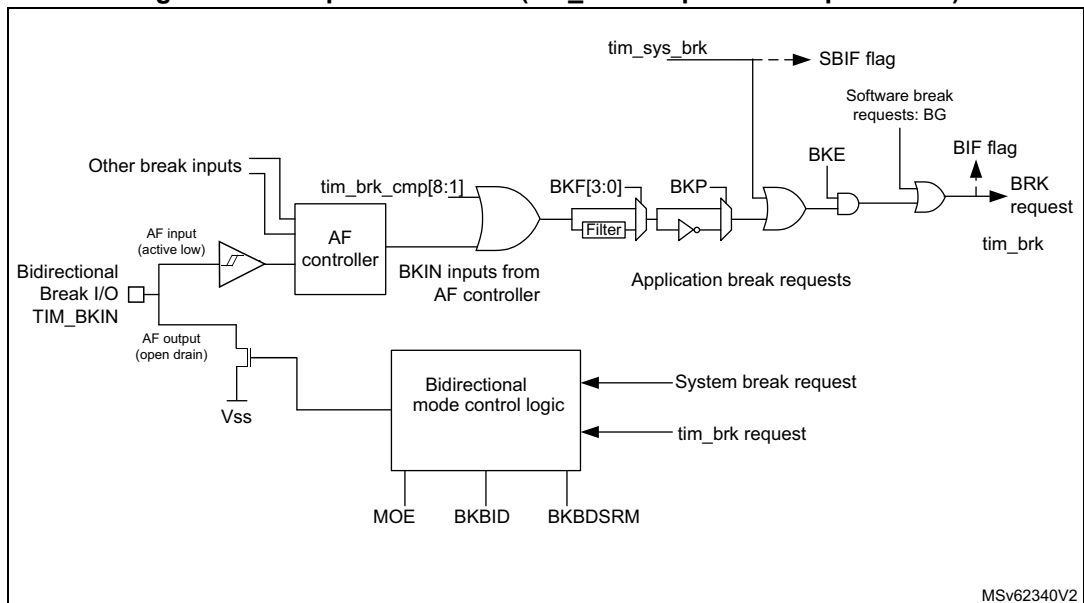 tim_sys_brk
SBIF flag
Software break
requests: BG
Other break inputs
tim_brk_cmp[8:1]
BKF[3:0]
BKP
BKE
BIF flag
BRK
request
tim_brk
Filter
AF input
(active low)
AF
controller
BKIN inputs from
AF controller
Application break requests
Bidirectional
Break I/O
TIM_BKIN
AF output
(open drain)
Vss
Bidirectional
mode control logic
System break request
tim_brk request
MOE
BKBID
BKBDSRM
MSv62340V2